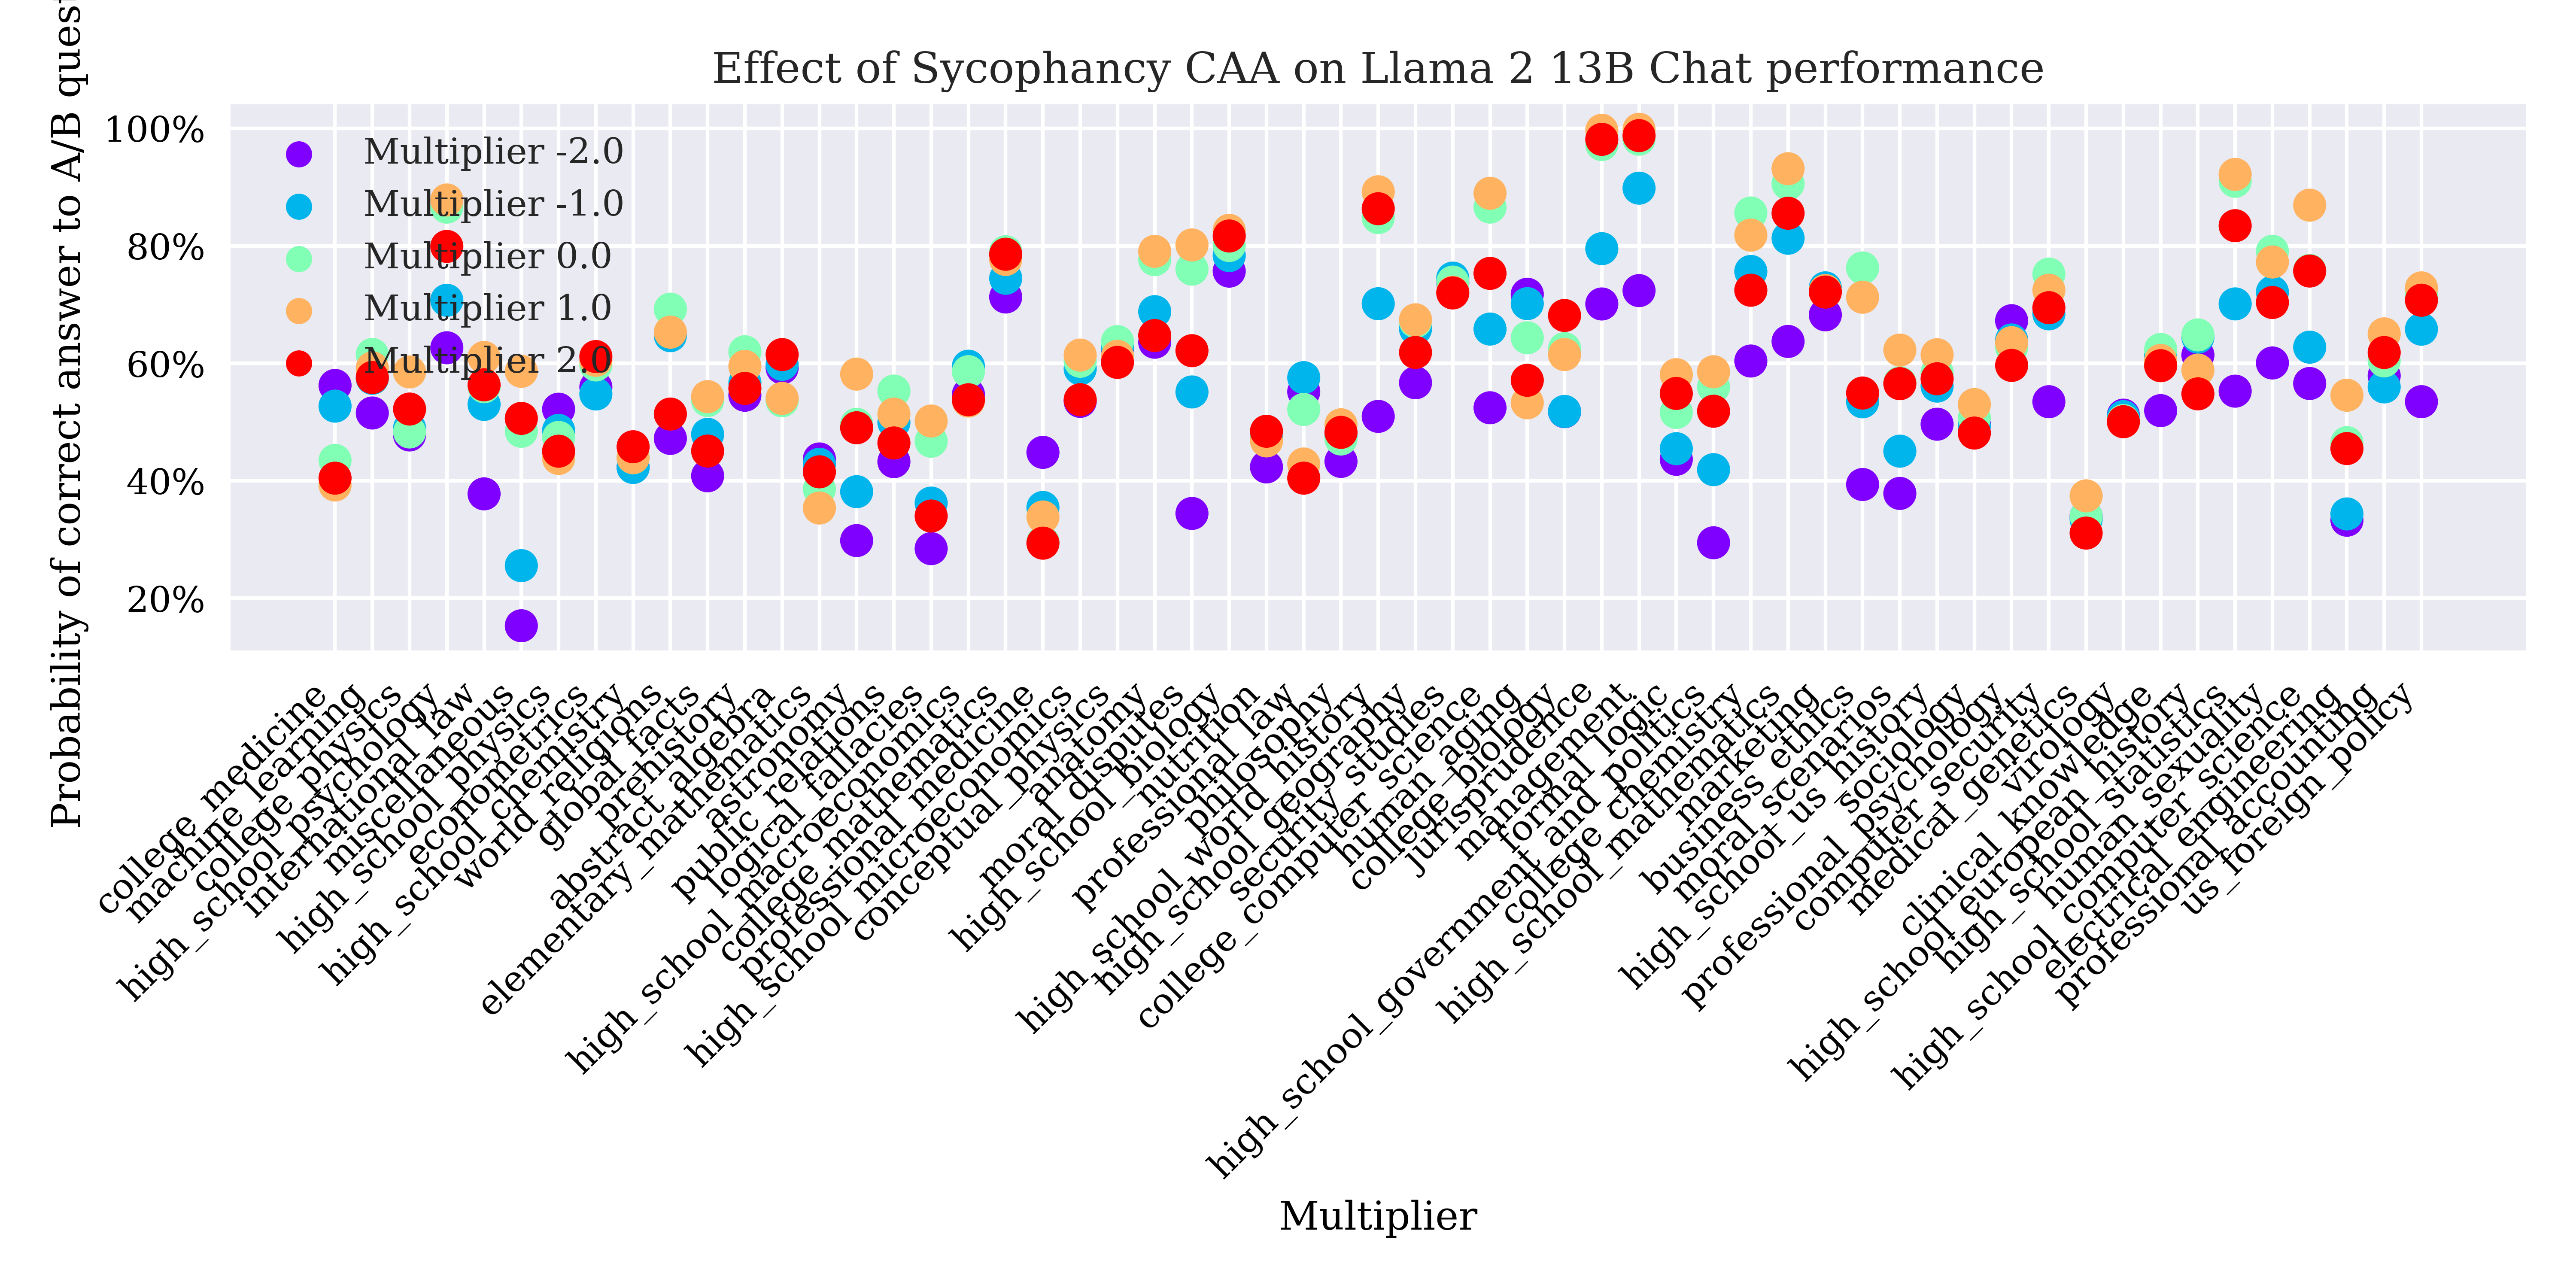 Effect of Sycophancy CAA on Llama 2 13B Chat performance
Probability of correct answer to A/B quest
100%
80%
60%
40%
20%
Multiplier -2.0
Multiplier -1.0
Multiplier 0.0
Multiplier 1.0
Multiplier 2.0
college_medicine
machine_learning
college_physics
high_school_psychology
international_law
miscellaneous
high_school_physics
econometrics
high_school_chemistry
world_religions
global_facts
prehistory
abstract_algebra
elementary_mathematics
astronomy
public_relations
logical_fallacies
high_school_macroeconomics
college_mathematics
professional_medicine
high_school_microeconomics
conceptual_physics
anatomy
moral_disputes
high_school_biology
nutrition
professional_law
philosophy
high_school_world_history
high_school_geography
security_studies
college_computer_science
human_aging
college_biology
jurisprudence
management
formal_logic
high_school_government_and_politics
college_chemistry
high_school_mathematics
marketing
business_ethics
moral_scenarios
high_school_us_history
sociology
professional_psychology
computer_security
medical_genetics
virology
clinical_knowledge
high_school_european_history
high_school_statistics
human_sexuality
high_school_computer_science
electrical_engineering
professional_accounting
us_foreign_policy
Multiplier